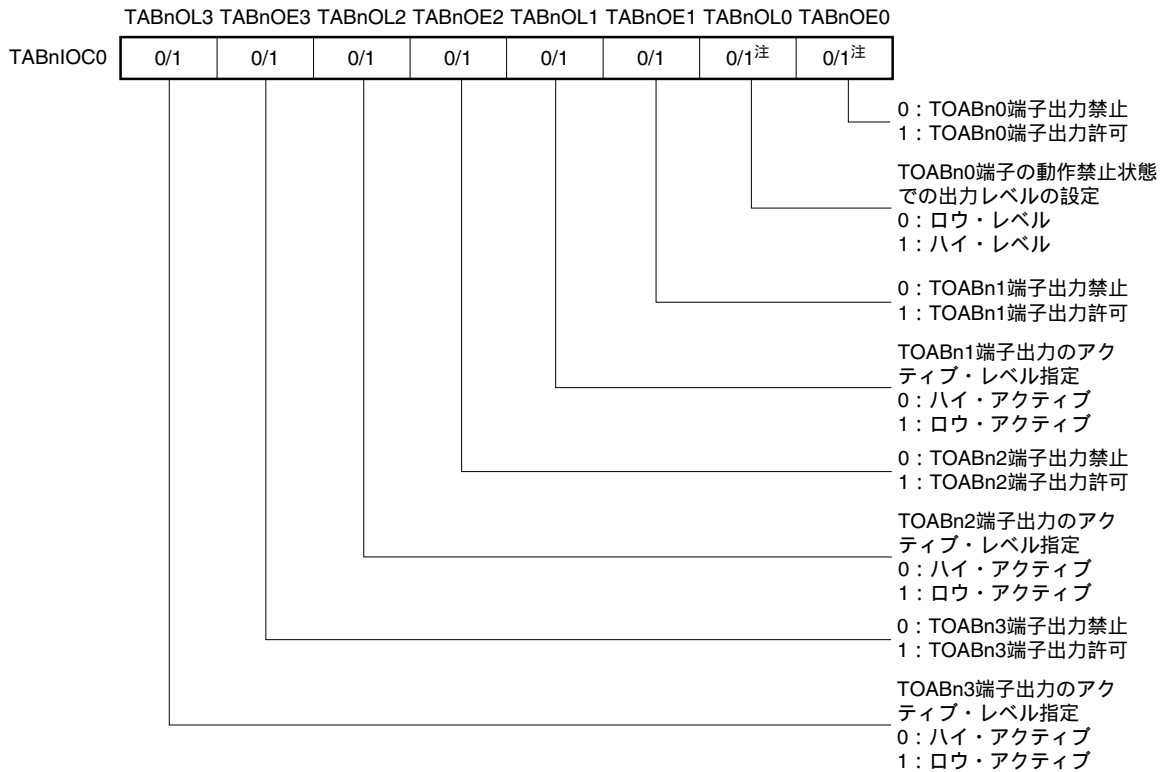 TABnOL3 TABnOE3 TABnOL2 TABnOE2 TABnOL1 TABnOE1 TABnOL0 TABnOE0
TABnIOC0 0/1 0/1 0/1 0/1 0/1 0/1 0/1注 0/1注
0：TOABn0端子出力禁止
1：TOABn0端子出力許可
TOABn0端子の動作禁止状態
での出力レベルの設定
0：ロウ・レベル
1：ハイ・レベル
0：TOABn1端子出力禁止
1：TOABn1端子出力許可
TOABn1端子出力のアク
ティブ・レベル指定
0：ハイ・アクティブ
1：ロウ・アクティブ
0：TOABn2端子出力禁止
1：TOABn2端子出力許可
TOABn2端子出力のアク
ティブ・レベル指定
0：ハイ・アクティブ
1：ロウ・アクティブ
0：TOABn3端子出力禁止
1：TOABn3端子出力許可
TOABn3端子出力のアク
ティブ・レベル指定
0：ハイ・アクティブ
1：ロウ・アクティブ